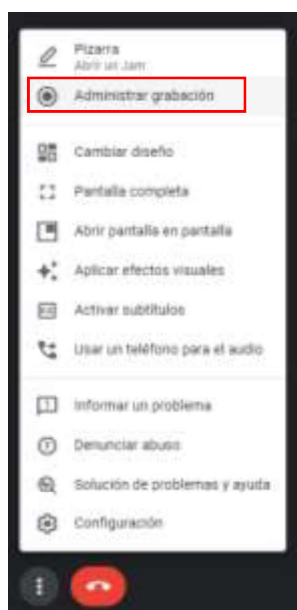 Pizarra
Abrir un Jam
Administrar grabación
Cambiar diseño
Pantalla completa
Abrir pantalla en pantalla
Aplicar efectos visuales
Activar subtítulos
Usar un teléfono para el audio
Informar un problema
Denunciar abuso
Solución de problemas y ayuda
Configuración